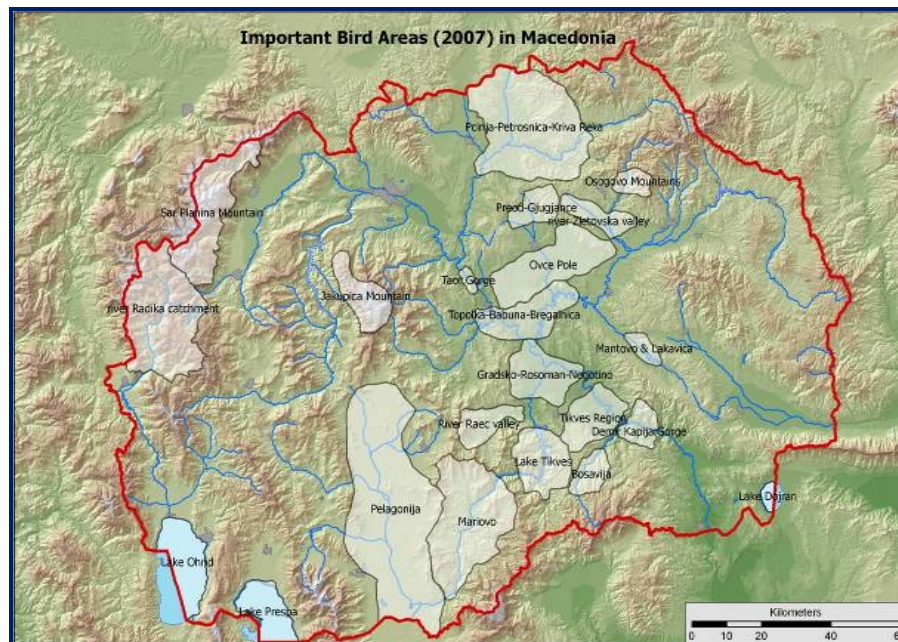 Important Bird Areas (2007) in Macedonia
Pcinja-Petrosnica-Kriva Reka
Osogovo Mountains
Preod-Gjugjance
river Zletovska valley
Sar Planina Mountain
Ovce Pole
Taor Gorge
Jakupica Mountain
river Radika catchment
Topolka-Babuna-Bregalnica
Mantovo & Lakavica
Gradsko-Rosoman-Negotino
River Raec valley
Tikves Region
Demir Kapija Gorge
Lake Tikves
Bosavija
Lake Dojran
Pelagonija
Mariovo
Lake Ohrid
Lake Prespa
Kilometers
0 10 20 40